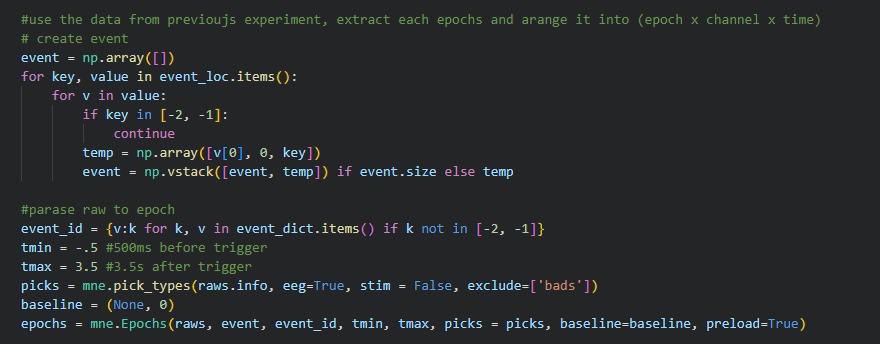 #use the data from previoujs experiment, extract each epochs and arange it into (epoch x channel x time)
# create event
event = np.array([])
for key, value in event_loc.items():
    for v in value:
        if key in [-2, -1]:
            continue
        temp = np.array([v[0], 0, key])
        event = np.vstack([event, temp]) if event.size else temp

#parase raw to epoch
event_id = {v:k for k, v in event_dict.items() if k not in [-2, -1]}
tmin = -.5 #500ms before trigger
tmax = 3.5 #3.5s after trigger
picks = mne.pick_types(raws.info, eeg=True, stim = False, exclude=['bads'])
baseline = (None, 0)
epochs = mne.Epochs(raws, event, event_id, tmin, tmax, picks = picks, baseline=baseline, preload=True)